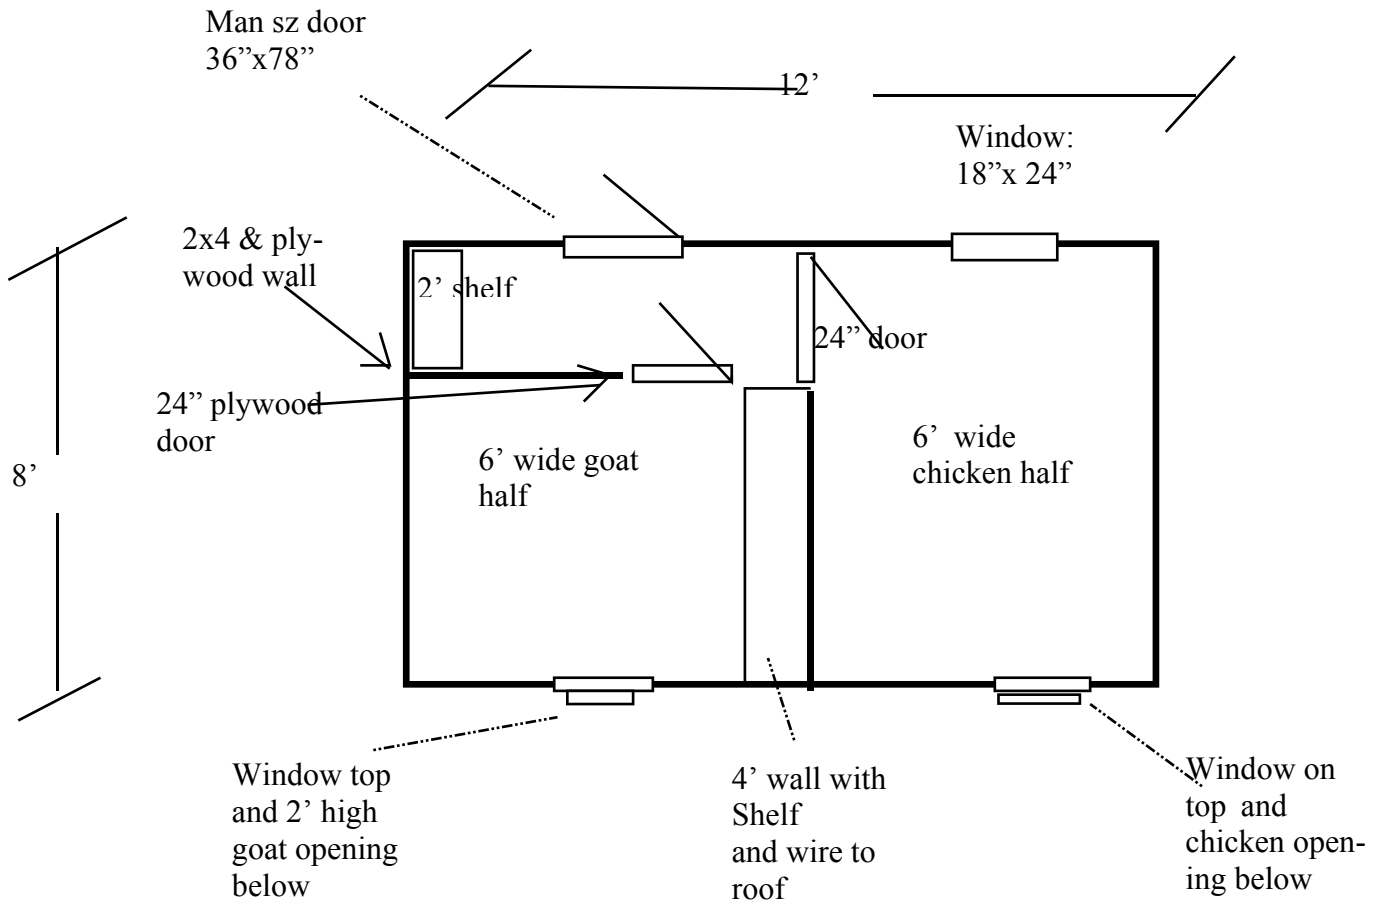 Man sz door
36”x78”
12’
Window:
18”x 24”
2x4 & ply-
wood wall
2’ shelf
24” door
24” plywood
door
6’ wide
chicken half
6’ wide goat
half
8’
Window top
and 2’ high
goat opening
below
4’ wall with
Shelf
and wire to
roof
Window on
top and
chicken open-
ing below